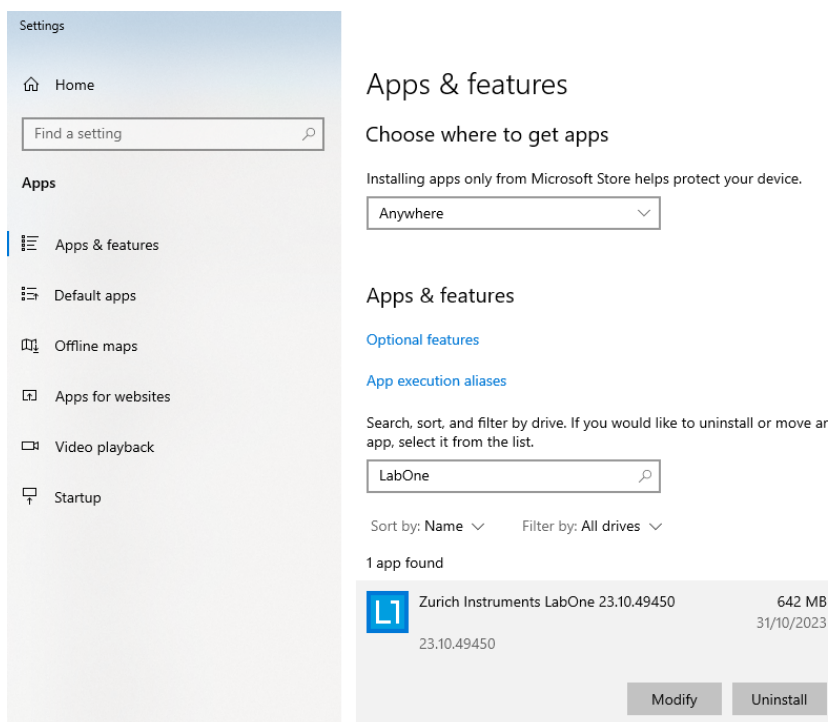 Settings
Home
Find a setting
Apps
Apps & features
Default apps
Offline maps
Apps for websites
Video playback
Startup
Apps & features
Choose where to get apps
Installing apps only from Microsoft Store helps protect your device.
Anywhere
Apps & features
Optional features
App execution aliases
Search, sort, and filter by drive. If you would like to uninstall or move an
app, select it from the list.
LabOne
Sort by: Name
Filter by: All drives
1 app found
L1
Zurich Instruments LabOne 23.10.49450
642 MB
31/10/2023
23.10.49450
Modify
Uninstall